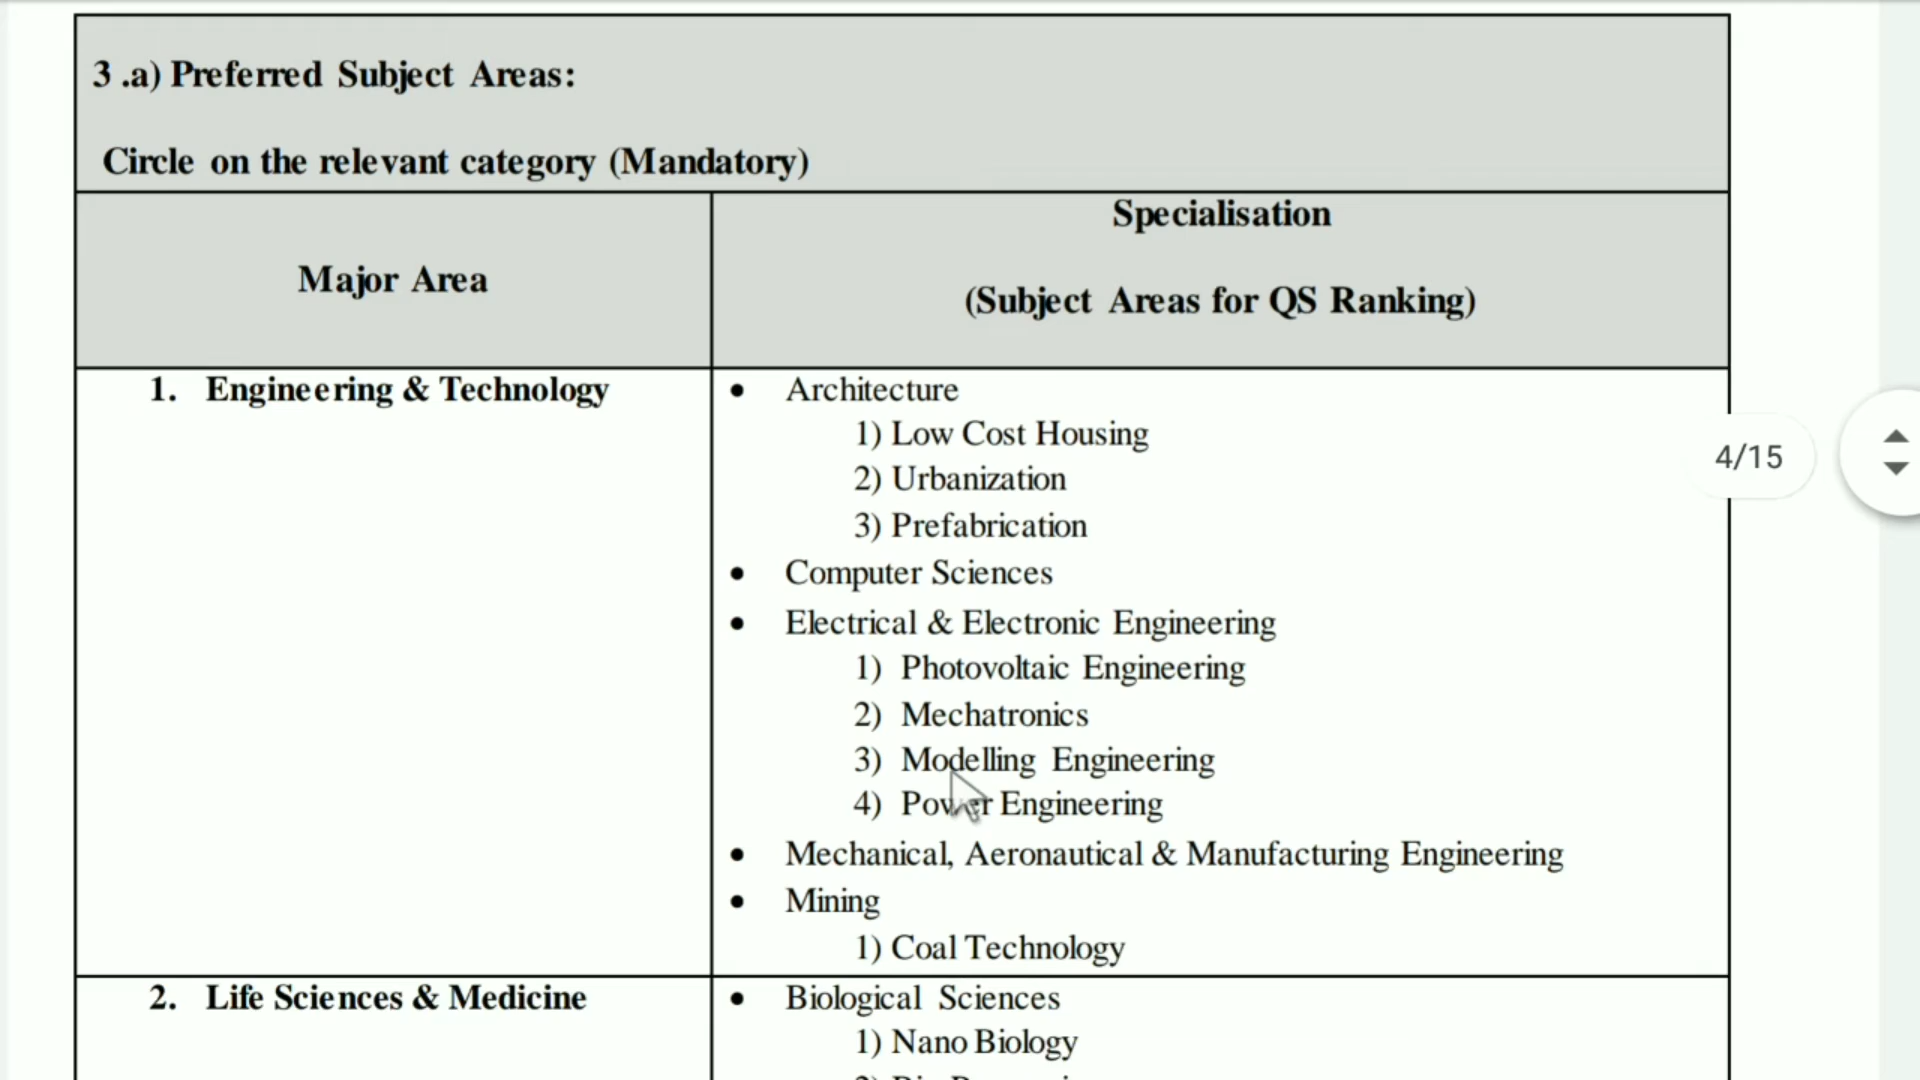 3 .a) Preferred Subject Areas:
Circle on the relevant category (Mandatory)
Major Area
Specialisation
(Subject Areas for QS Ranking)
1. Engineering & Technology
• Architecture
1) Low Cost Housing
2) Urbanization
3) Prefabrication
• Computer Sciences
• Electrical & Electronic Engineering
1) Photovoltaic Engineering
2) Mechatronics
3) Modelling Engineering
4) Power Engineering
• Mechanical, Aeronautical & Manufacturing Engineering
• Mining
1) Coal Technology
2. Life Sciences & Medicine
• Biological Sciences
1) Nano Biology
4/15